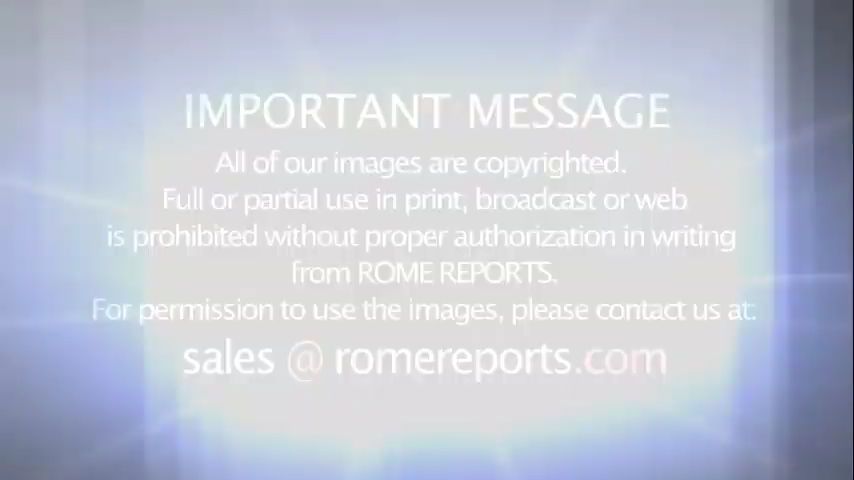 IMPORTANT MESSAGE
All of our images are copyrighted.
Full or partial use in print, broadcast or web
is prohibited without proper authorization in writing
from ROME REPORTS.
For permission to use the images, please contact us at:
sales @ romereports.com